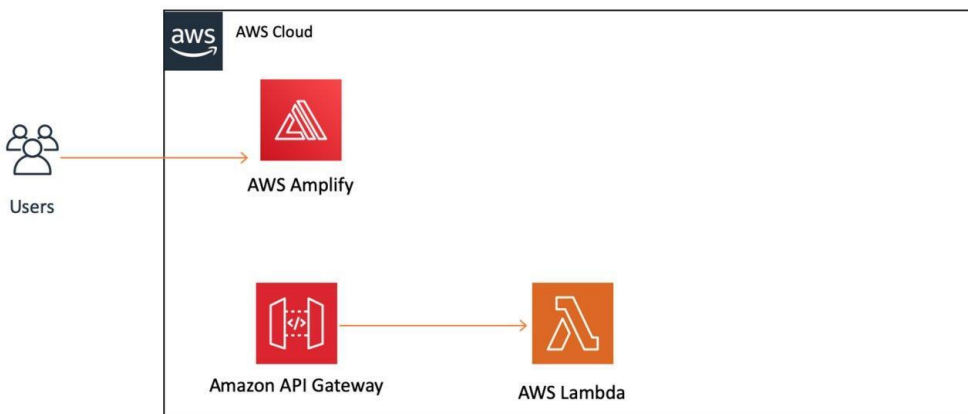 aws
AWS Cloud
AWS Amplify
Users
</>
Amazon API Gateway
AWS Lambda